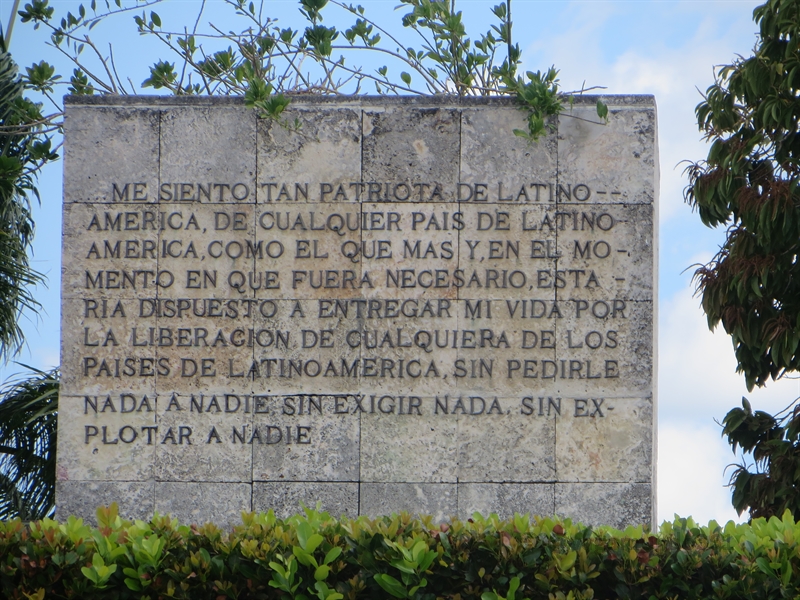 ME SIENTO TAN PATRIOTA DE LATINO--
AMERICA, DE CUALQUIER PAIS DE LATINO
AMERICA, COMO EL QUE MAS Y, EN EL MO-
MENTO EN QUE FUERA NECESARIO, ESTA-
RIA DISPUESTO A ENTREGAR MI VIDA POR
LA LIBERACION DE CUALQUIERA DE LOS
PAISES DE LATINOAMERICA, SIN PEDIRLE
NADA A NADIE SIN EXIGIR NADA, SIN EX-
PLOTAR A NADIE